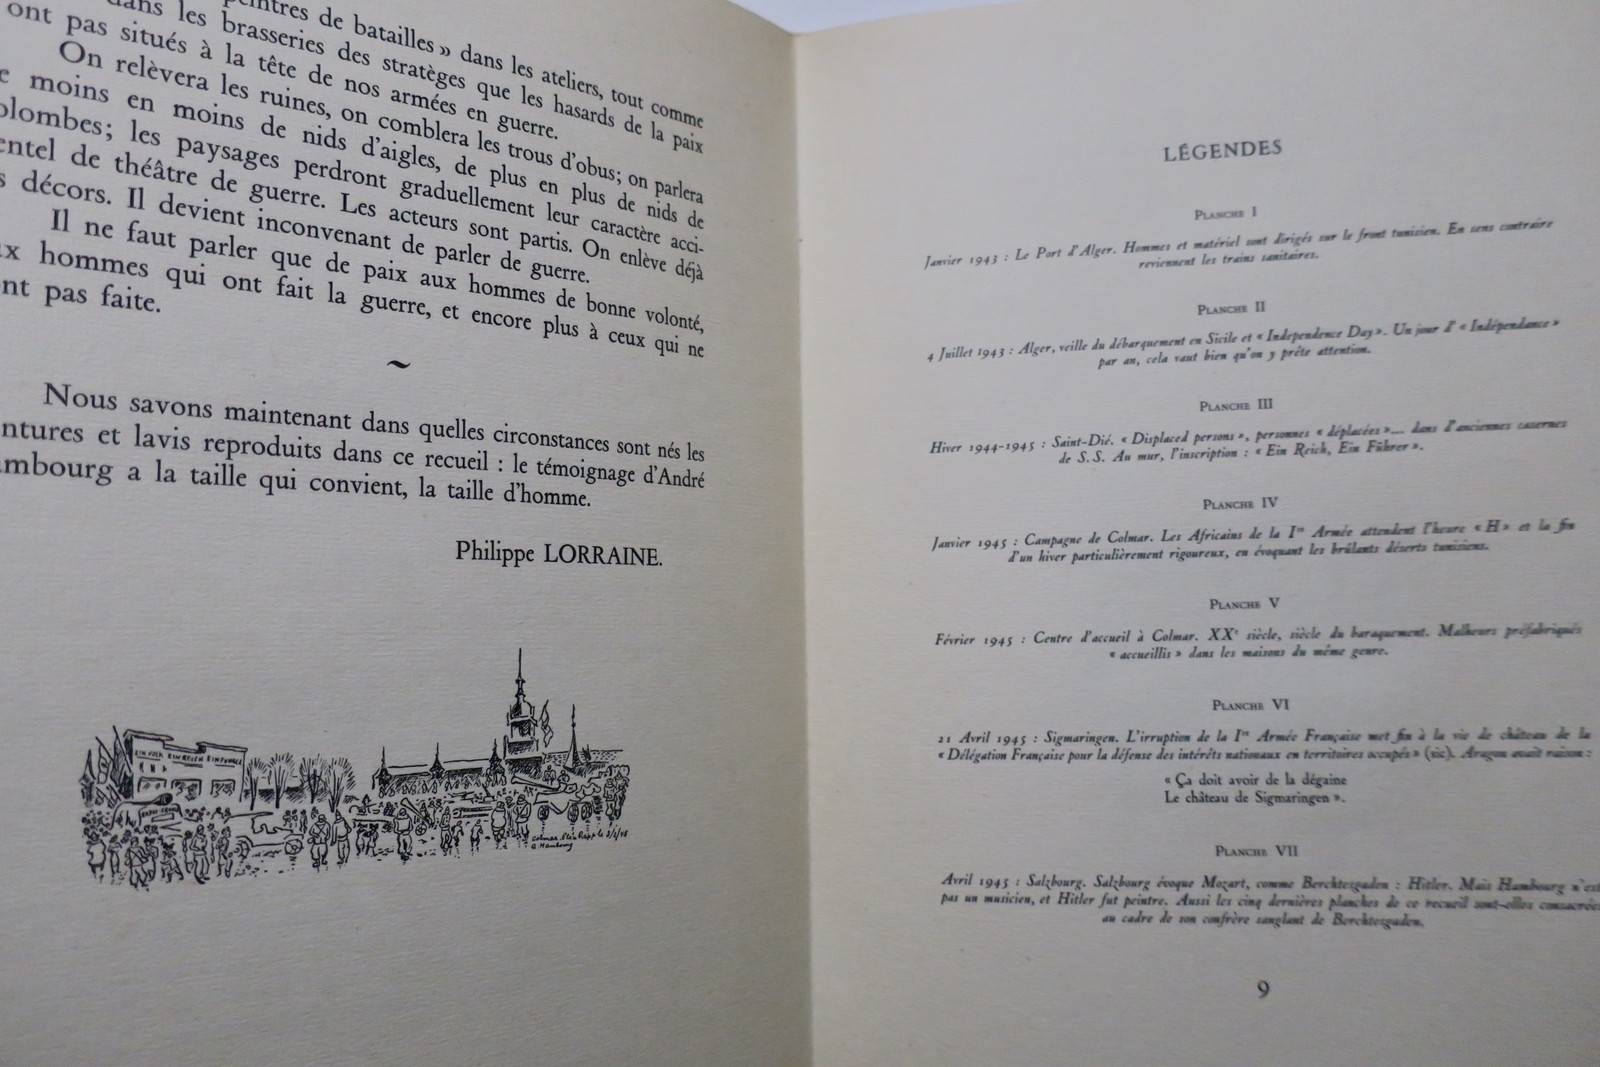 peintres de batailles» dans les ateliers, tout comme
dans les brasseries des stratèges que les hasards de la paix
ont pas situés à la tête de nos armées en guerre.
On relèvera les ruines, on comblera les trous d'obus; on parlera
de moins en moins de nids d'aigles, de plus en plus de nids de
colombes; les paysages perdront graduellement leur caractère acci-
entel de théâtre de guerre. Les acteurs sont partis. On enlève déjà
s décors. Il devient inconvenant de parler de guerre.
Il ne faut parler que de paix aux hommes de bonne volonté,
ux hommes qui ont fait la guerre, et encore plus à ceux qui ne
nt pas faite.
~
Nous savons maintenant dans quelles circonstances sont nés les
ntures et lavis reproduits dans ce recueil : le témoignage d'André
ambourg a la taille qui convient, la taille d'homme.
Philippe LORRAINE.
EIN VOLK EIN REICH EIN FUHRER
Colmar. Place Rapp le
A Hambourg
LÉGENDES
PLANCHE I
Janvier 1943 : Le Port d'Alger. Hommes et matériel sont dirigés sur le front tunisien. En sens contraire
reviennent les trains sanitaires.
PLANCHE II
4 Juillet 1943 : Alger, veille du débarquement en Sicile et « Independence Day ». Un jour d' « Indépendance »
par an, cela vaut bien qu'on y prête attention.
PLANCHE III
Hiver 1944-1945 : Saint-Dié. « Displaced persons », personnes « déplacées »... dans d'anciennes casernes
de S.S. Au mur, l'inscription : « Ein Reich, Ein Führer ».
PLANCHE IV
Janvier 1945 : Campagne de Colmar. Les Africains de la Ire Armée attendent l'heure « H » et la fin
d'un hiver particulièrement rigoureux, en évoquant les brûlants déserts tunisiens.
PLANCHE V
Février 1945 : Centre d'accueil à Colmar. XXe siècle, siècle du baraquement. Malheurs préfabriqués
« accueillis » dans les maisons du même genre.
PLANCHE VI
21 Avril 1945 : Sigmaringen. L'irruption de la Ire Armée Française met fin à la vie de château de la
« Délégation Française pour la défense des intérêts nationaux en territoires occupés » (sic). Aragon avait raison :
« Ça doit avoir de la dégaine
Le château de Sigmaringen ».
PLANCHE VII
Avril 1945 : Salzbourg. Salzbourg évoque Mozart, comme Berchtesgaden : Hitler. Mais Hambourg n'est
pas un musicien, et Hitler fut peintre. Aussi les cinq dernières planches de ce recueil sont-elles consacrées
au cadre de son confrère sanglant de Berchtesgaden.
9